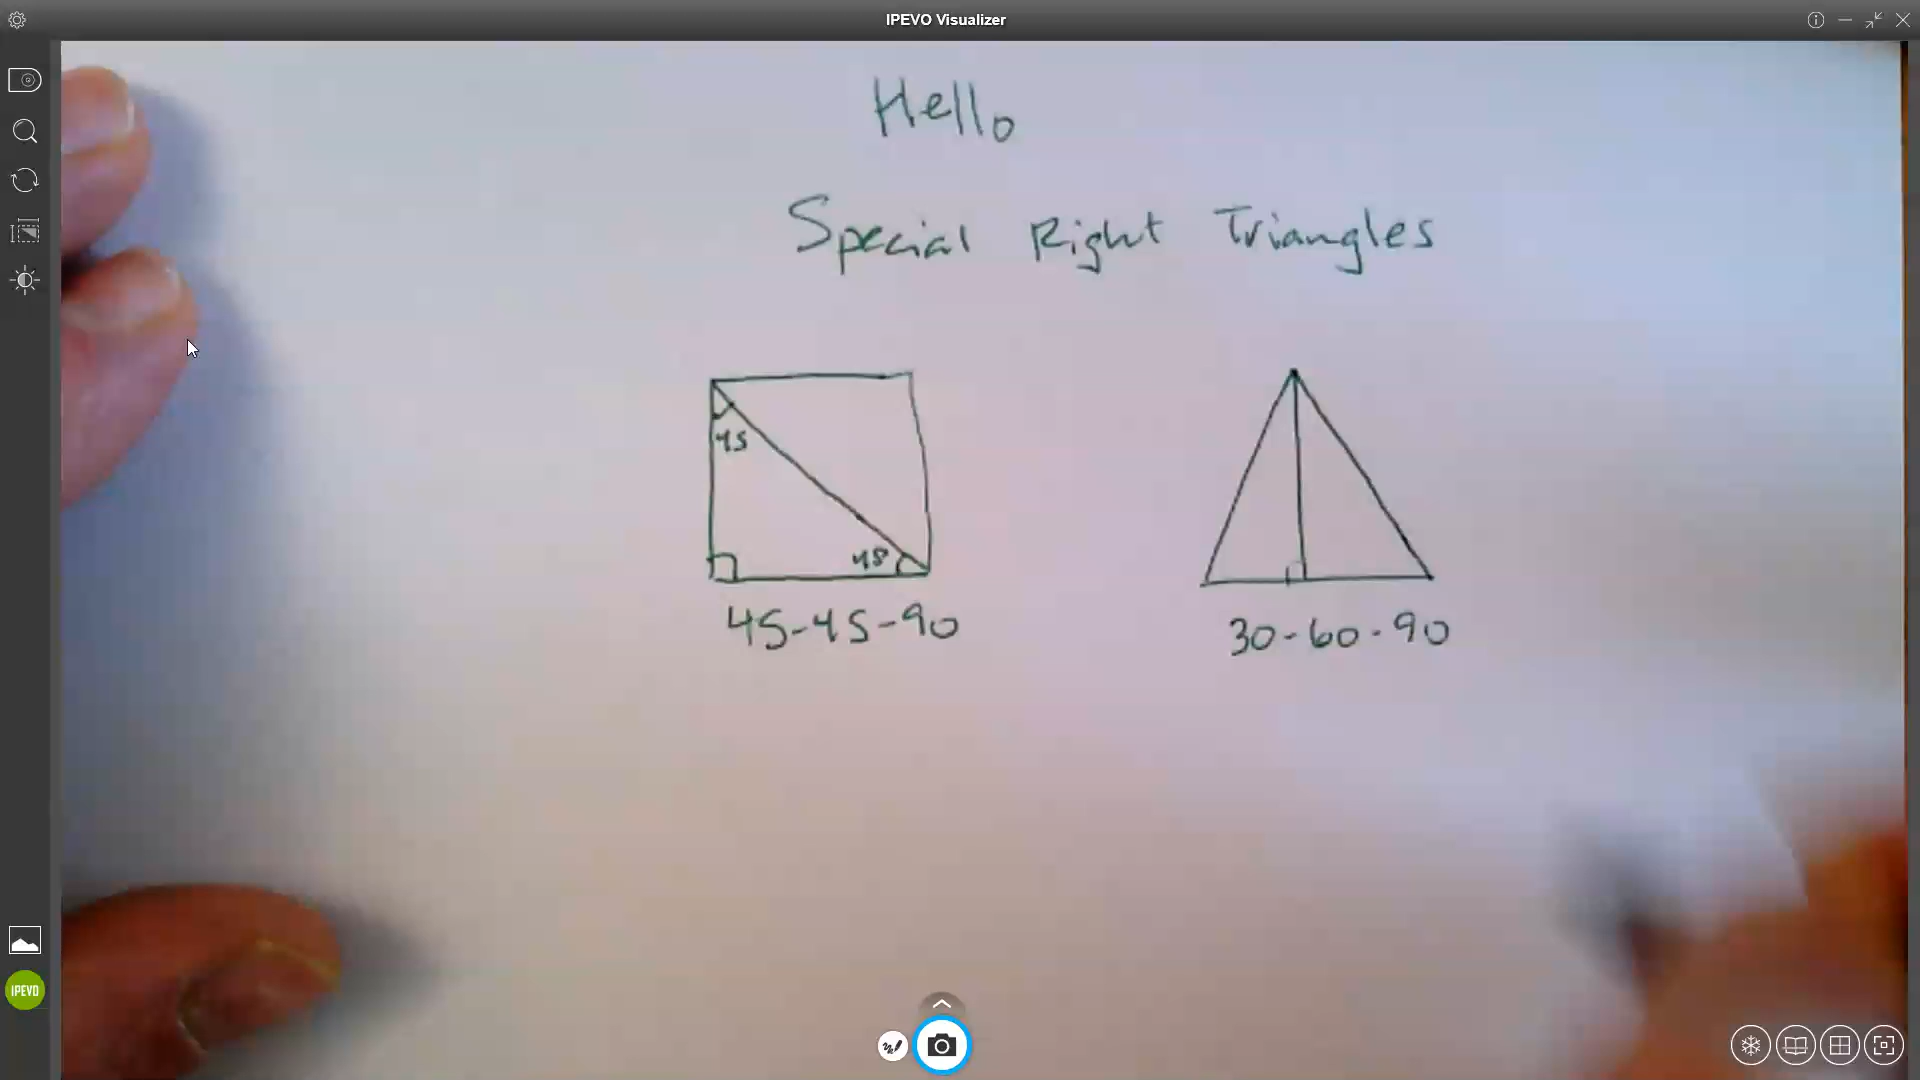 IPEVO Visualizer
Hello
Special Right Triangles
45
45
45-45-90
30-60-90
IPEVO